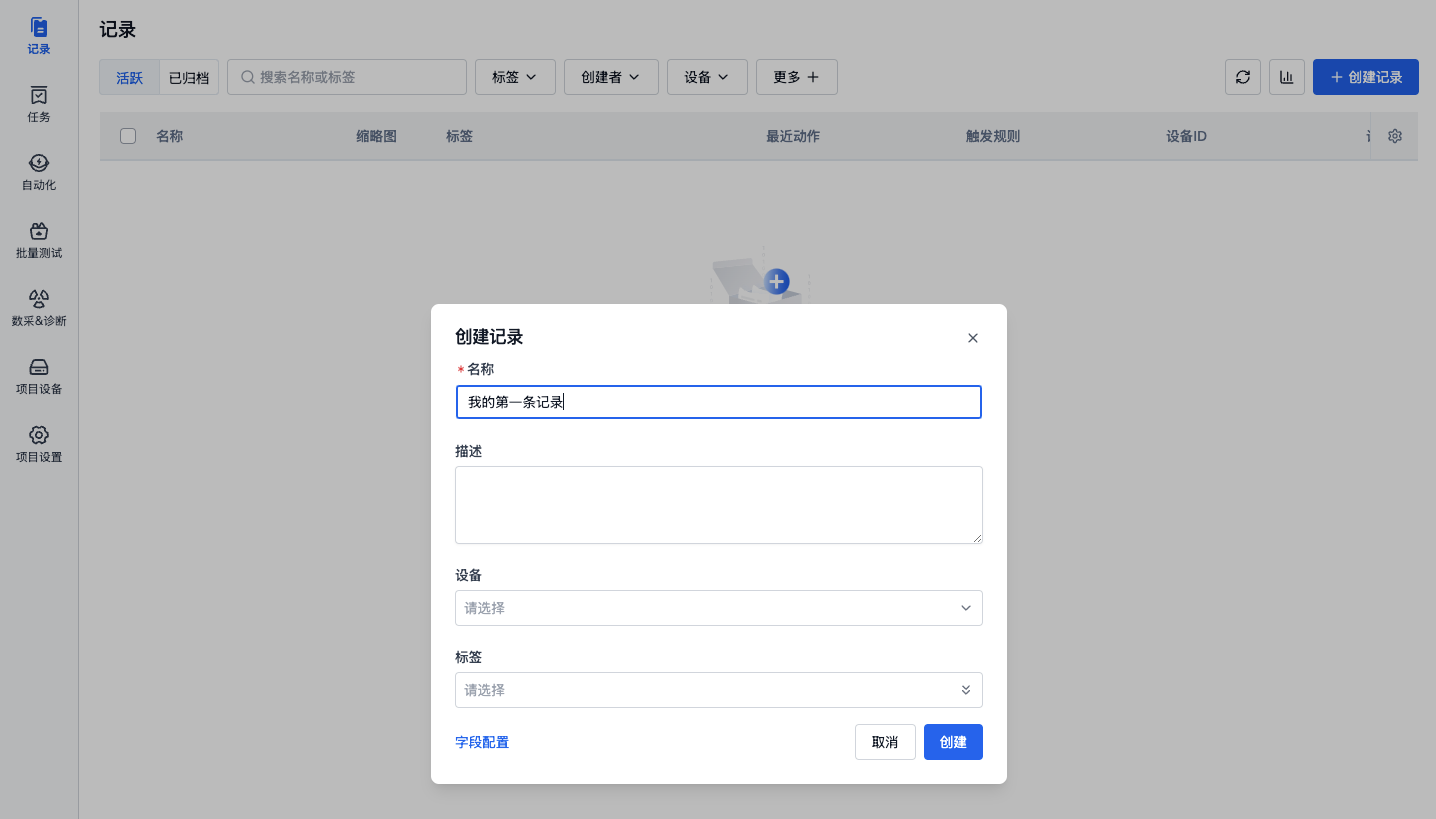 记录
任务
自动化
批量测试
数采&诊断
项目设备
项目设置
记录
活跃 已归档 搜索名称或标签 标签 创建者 设备 更多 创建记录
名称 缩略图 标签 最近动作 触发规则 设备ID
创建记录
* 名称
我的第一条记录
描述
设备
请选择
标签
请选择
字段配置 取消 创建